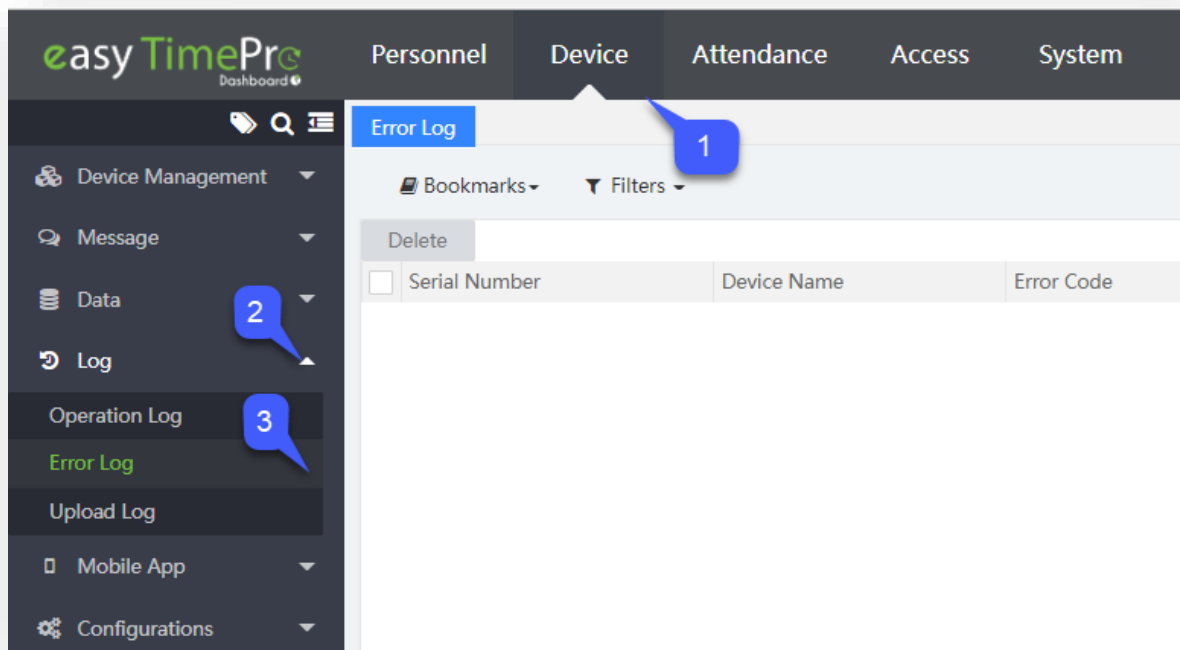 easy TimePro
Dashboard
Personnel
Device
Attendance
Access
System
1
Error Log
Bookmarks
Filters
Delete
Serial Number
Device Name
Error Code
Device Management
Message
Data
2
Log
Operation Log
3
Error Log
Upload Log
Mobile App
Configurations